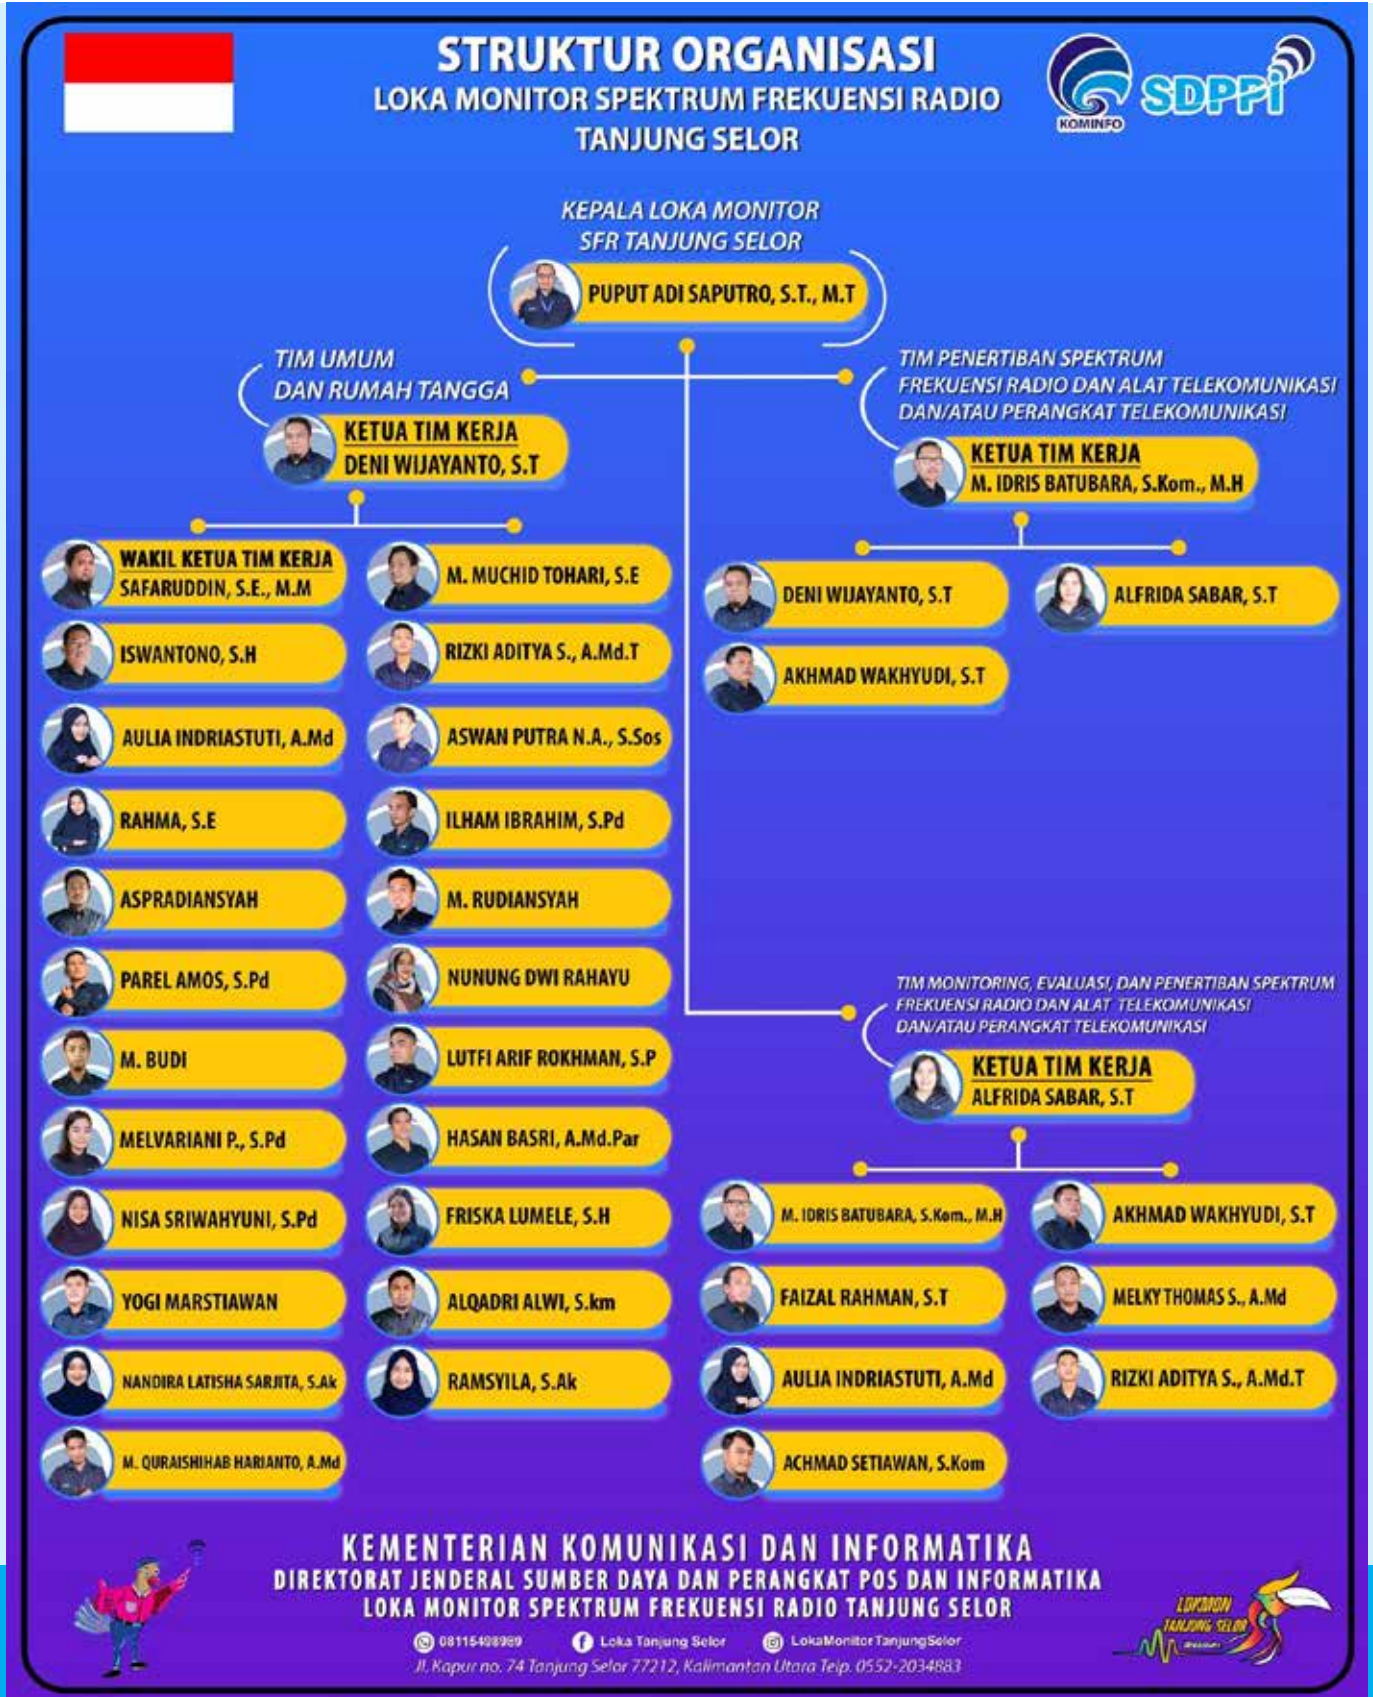 STRUKTUR ORGANISASI
LOKA MONITOR SPEKTRUM FREKUENSI RADIO
TANJUNG SELOR
KOMINFO
SDPPI
KEPALA LOKA MONITOR
SFR TANJUNG SELOR
PUPUT ADI SAPUTRO, S.T., M.T
TIM UMUM
DAN RUMAH TANGGA
KETUA TIM KERJA
DENI WIJAYANTO, S.T
WAKIL KETUA TIM KERJA
SAFARUDDIN, S.E., M.M
ISWANTONO, S.H
AULIA INDRIASTUTI, A.Md
RAHMA, S.E
ASPRADIANSYAH
PAREL AMOS, S.Pd
M. BUDI
MELVARIANI P., S.Pd
NISA SRIWAHYUNI, S.Pd
YOGI MARSTIAWAN
NANDIRA LATISHA SARJITA, S.Ak
M. QURAISHIHAB HARIANTO, A.Md
M. MUCHID TOHARI, S.E
RIZKI ADITYA S., A.Md.T
ASWAN PUTRA N.A., S.Sos
ILHAM IBRAHIM, S.Pd
M. RUDIANSYAH
NUNUNG DWI RAHAYU
LUTFI ARIF ROKHMAN, S.P
HASAN BASRI, A.Md.Par
FRISKA LUMELE, S.H
ALQADRI ALWI, S.km
RAMSYILA, S.Ak
TIM PENERTIBAN SPEKTRUM
FREKUENSI RADIO DAN ALAT TELEKOMUNIKASI
DAN/ATAU PERANGKAT TELEKOMUNIKASI
KETUA TIM KERJA
M. IDRIS BATUBARA, S.Kom., M.H
DENI WIJAYANTO, S.T
ALFRIDA SABAR, S.T
AKHMAD WAKHYUDI, S.T
TIM MONITORING, EVALUASI, DAN PENERTIBAN SPEKTRUM
FREKUENSI RADIO DAN ALAT TELEKOMUNIKASI
DAN/ATAU PERANGKAT TELEKOMUNIKASI
KETUA TIM KERJA
ALFRIDA SABAR, S.T
M. IDRIS BATUBARA, S.Kom., M.H
AKHMAD WAKHYUDI, S.T
FAIZAL RAHMAN, S.T
MELKY THOMAS S., A.Md
AULIA INDRIASTUTI, A.Md
RIZKI ADITYA S., A.Md.T
ACHMAD SETIAWAN, S.Kom
KEMENTERIAN KOMUNIKASI DAN INFORMATIKA
DIREKTORAT JENDERAL SUMBER DAYA DAN PERANGKAT POS DAN INFORMATIKA
LOKA MONITOR SPEKTRUM FREKUENSI RADIO TANJUNG SELOR
08115408989 Loka Tanjung Selor LokaMonitorTanjungSelor
Jl. Kapur no. 74 Tanjung Selor 77212, Kalimantan Utara Telp. 0552-2034883
LOKMON
TANJUNG SELOR